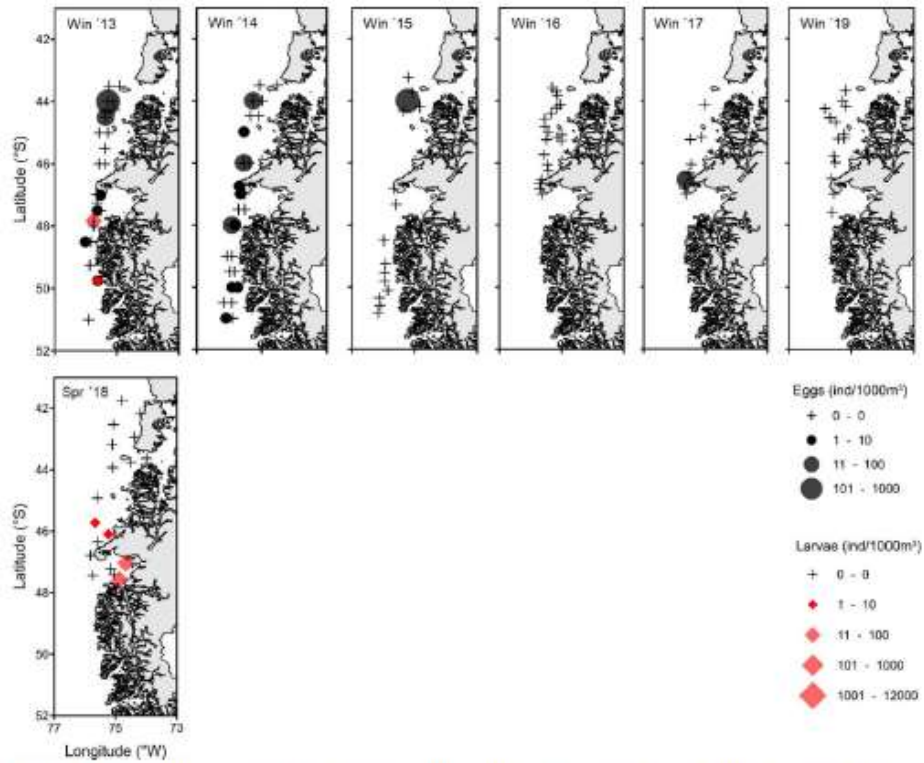 Win ´13
Win ´14
Win ´15
Win ´16
Win ´17
Win ´19
42
44
46
48
50
52
Latitude (°S)
Spr ´18
42
44
46
48
50
52
Latitude (°S)
77
75
73
Longitude (°W)
Eggs (ind/1000m³)
0 - 0
1 - 10
11 - 100
101 - 1000
Larvae (ind/1000m³)
0 - 0
1 - 10
11 - 100
101 - 1000
1001 - 12000